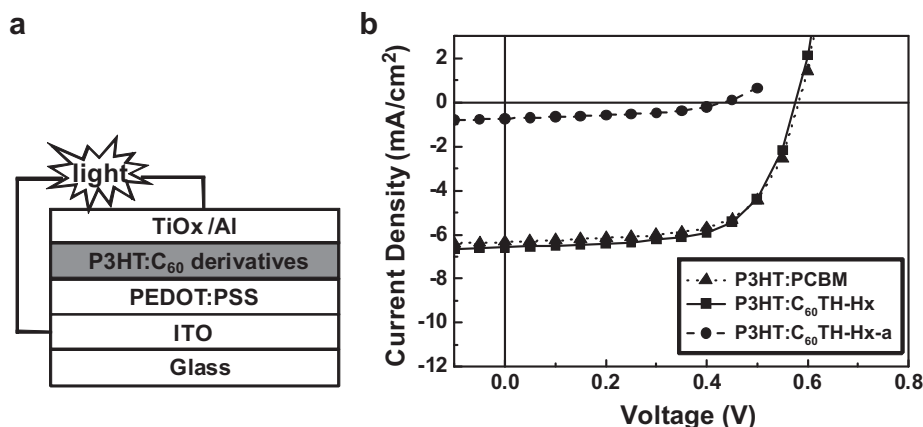 a
light
TiOx /Al
P3HT:C₆₀ derivatives
PEDOT:PSS
ITO
Glass
b
Current Density (mA/cm²)
2
0
-2
-4
-6
-8
-10
-12
0.0
0.2
0.4
0.6
0.8
Voltage (V)
P3HT:PCBM
P3HT:C₆₀TH-Hx
P3HT:C₆₀TH-Hx-a